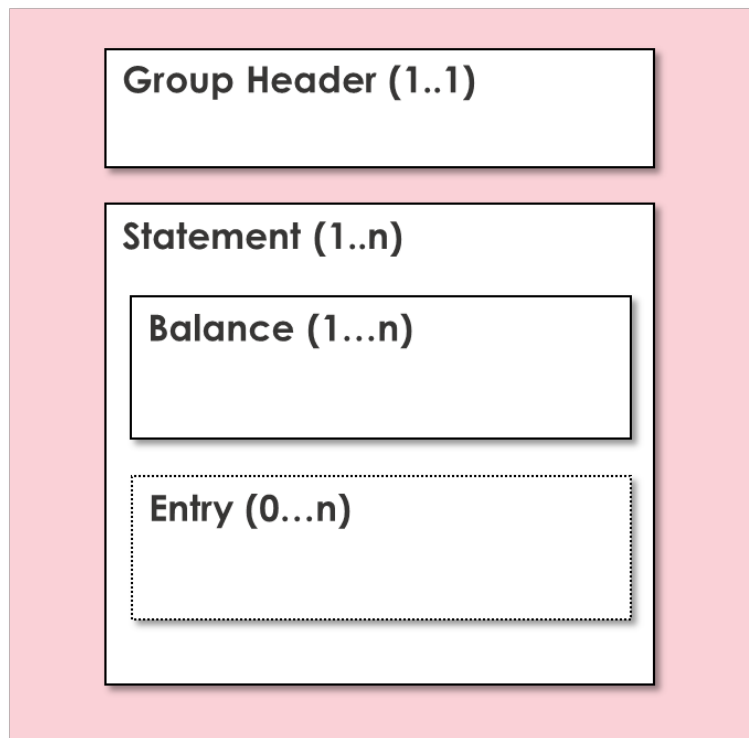 Group Header (1..1)
Statement (1..n)
Balance (1…n)
Entry (0…n)